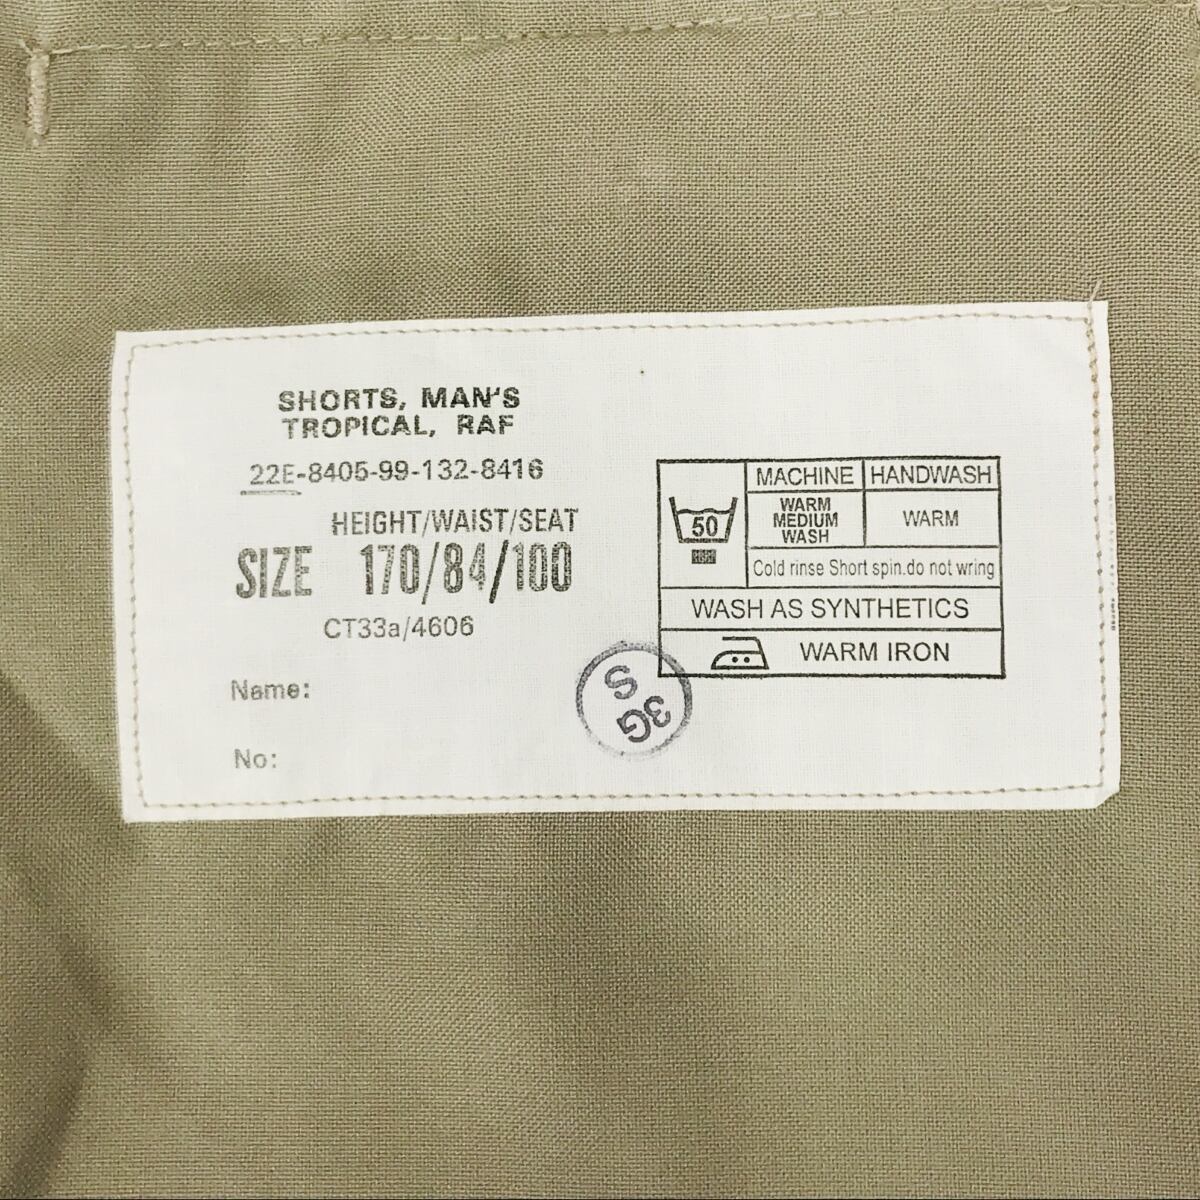 SHORTS, MAN'S
TROPICAL, RAF
22E-8405-99-132-8416
HEIGHT/WAIST/SEAT
SIZE 170/84/100
CT33a/4606
Name:
No:
3G
S
50
MACHINE HANDWASH
WARM
MEDIUM
WASH
WARM
Cold rinse Short spin.do not wring
WASH AS SYNTHETICS
WARM IRON